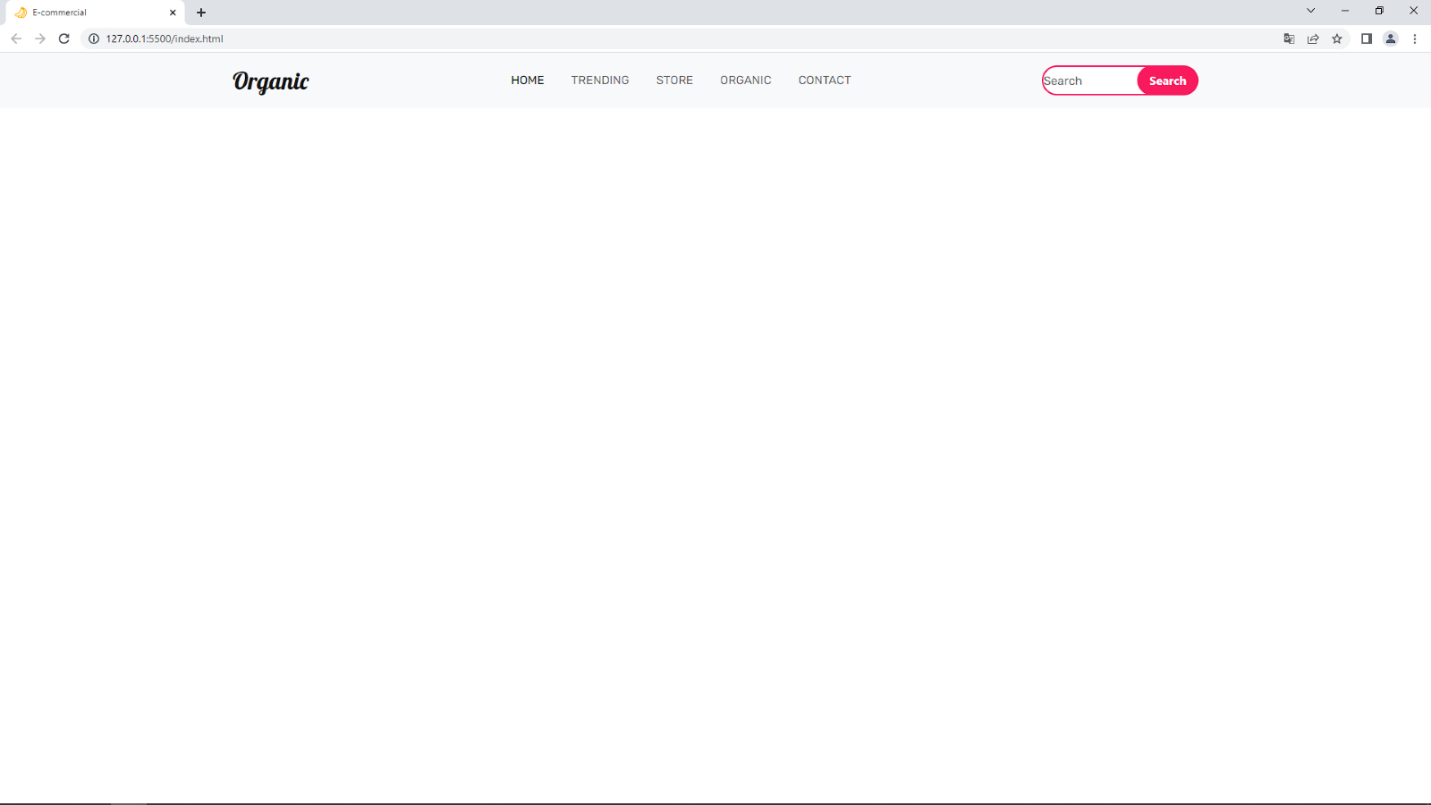 E-commercial
127.0.0.1:5500/index.html
Organic HOME TRENDING STORE ORGANIC CONTACT Search Search